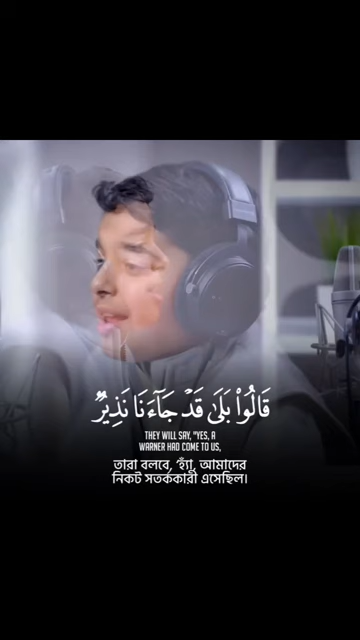 قَالُوا۟ بَلَىٰ قَدْ جَآءَنَا نَذِيرٌ
THEY WILL SAY, "YES, A
WARNER HAD COME TO US,
তারা বলবে, 'হ্যাঁ, আমাদের
নিকট সতর্ককারী এসেছিল।